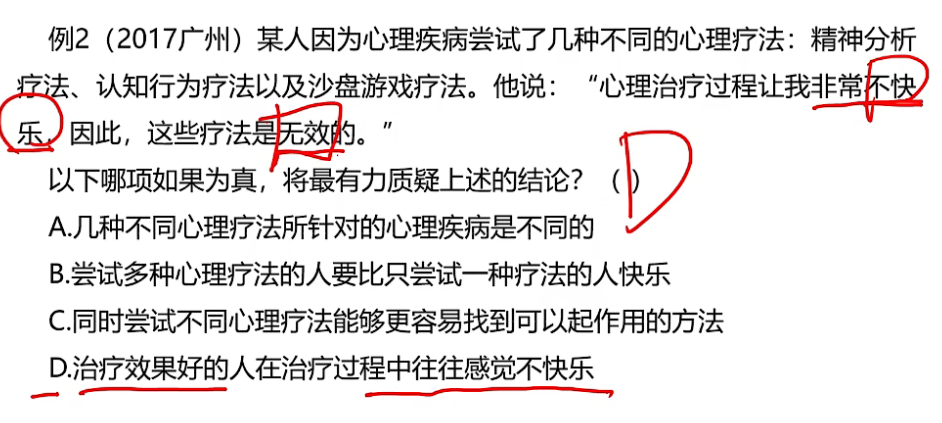 例2（2017广州）某人因为心理疾病尝试了几种不同的心理疗法：精神分析
疗法、认知行为疗法以及沙盘游戏疗法。他说：“心理治疗过程让我非常不快
乐，因此，这些疗法是无效的。”
以下哪项如果为真，将最有力质疑上述的结论？（ ）D
A.几种不同心理疗法所针对的心理疾病是不同的
B.尝试多种心理疗法的人要比只尝试一种疗法的人快乐
C.同时尝试不同心理疗法能够更容易找到可以起作用的方法
D.治疗效果好的人在治疗过程中往往感觉不快乐